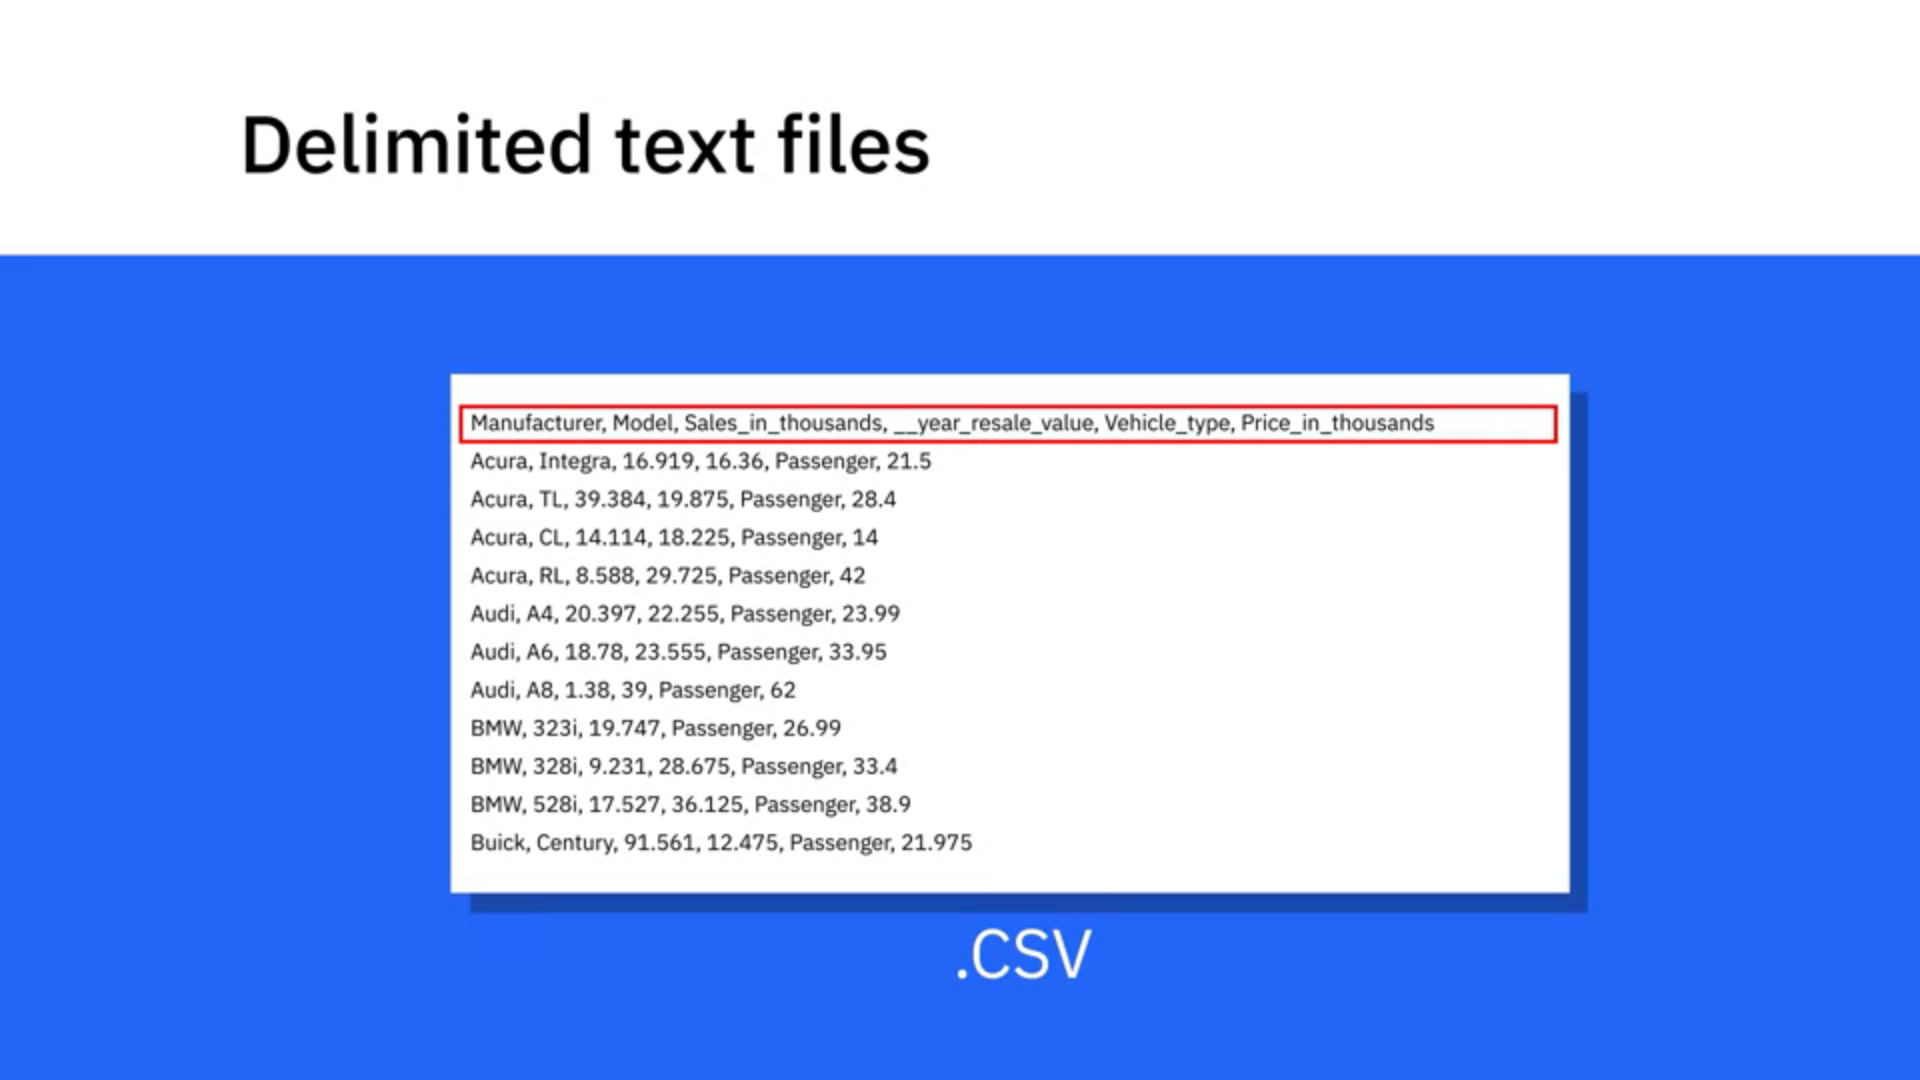 Delimited text files
Manufacturer, Model, Sales_in_thousands, __year_resale_value, Vehicle_type, Price_in_thousands
Acura, Integra, 16.919, 16.36, Passenger, 21.5
Acura, TL, 39.384, 19.875, Passenger, 28.4
Acura, CL, 14.114, 18.225, Passenger, 14
Acura, RL, 8.588, 29.725, Passenger, 42
Audi, A4, 20.397, 22.255, Passenger, 23.99
Audi, A6, 18.78, 23.555, Passenger, 33.95
Audi, A8, 1.38, 39, Passenger, 62
BMW, 323i, 19.747, Passenger, 26.99
BMW, 328i, 9.231, 28.675, Passenger, 33.4
BMW, 528i, 17.527, 36.125, Passenger, 38.9
Buick, Century, 91.561, 12.475, Passenger, 21.975
.CSV